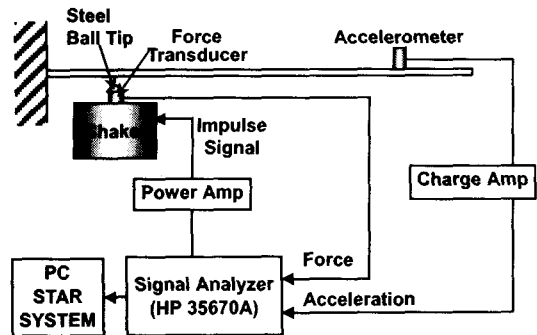 Steel
Ball Tip
Force
Transducer
Accelerometer
Shake
Impulse
Signal
Power Amp
Charge Amp
Force
Acceleration
PC
STAR
SYSTEM
Signal Analyzer
(HP 35670A)